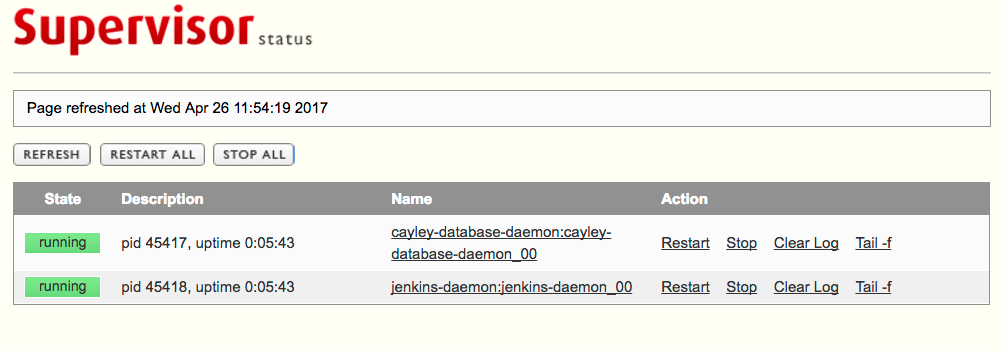 Supervisor status
Page refreshed at Wed Apr 26 11:54:19 2017
REFRESH RESTART ALL STOP ALL
State Description Name Action
running pid 45417, uptime 0:05:43 cayley-database-daemon:cayley-
database-daemon_00 Restart Stop Clear Log Tail -f
running pid 45418, uptime 0:05:43 jenkins-daemon:jenkins-daemon_00 Restart Stop Clear Log Tail -f